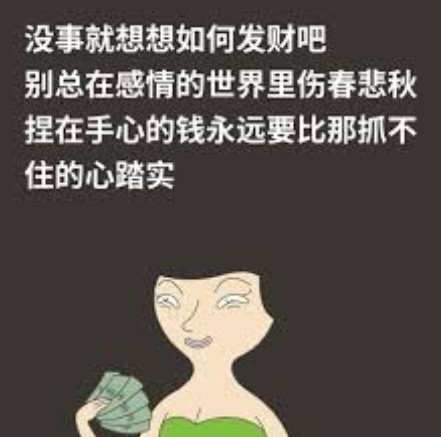 没事就想想如何发财吧
别总在感情的世界里伤春悲秋
捏在手心的钱永远要比那抓不
住的心踏实